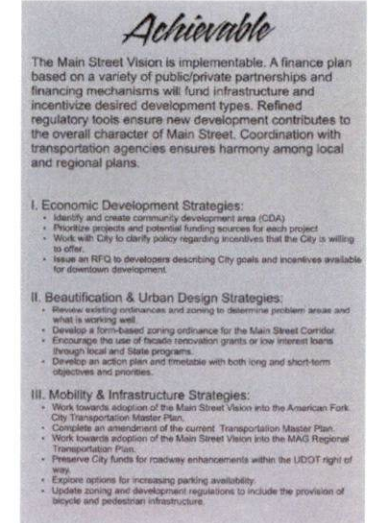 Achievable
The Main Street Vision is implementable. A finance plan
based on a variety of public/private partnerships and
financing mechanisms will fund infrastructure and
incentivize desired development types. Refined
regulatory tools ensure new development contributes to
the overall character of Main Street. Coordination with
transportation agencies ensures harmony among local
and regional plans.
I. Economic Development Strategies:
• Identify and create community development area (CDA)
• Prioritize projects and potential funding sources for each project
• Work with City to clarify policy regarding incentives that the City is willing
to offer.
• Issue an RFQ to developers describing City goals and incentives available
for downtown development
II. Beautification & Urban Design Strategies:
• Review existing ordinances and zoning to determine problem areas and
what is working well.
• Develop a form-based zoning ordinance for the Main Street Corridor.
• Encourage the use of facade renovation grants or low interest loans
through local and State programs.
• Develop an action plan and timetable with both long and short-term
objectives and priorities.
III. Mobility & Infrastructure Strategies:
• Work towards adoption of the Main Street Vision into the American Fork
City Transportation Master Plan.
• Complete an amendment of the current Transportation Master Plan.
• Work towards adoption of the Main Street Vision into the MAG Regional
Transportation Plan.
• Preserve City funds for roadway enhancements within the UDOT right of
way.
• Explore options for increasing parking availability.
• Update zoning and development regulations to include the provision of
bicycle and pedestrian infrastructure.